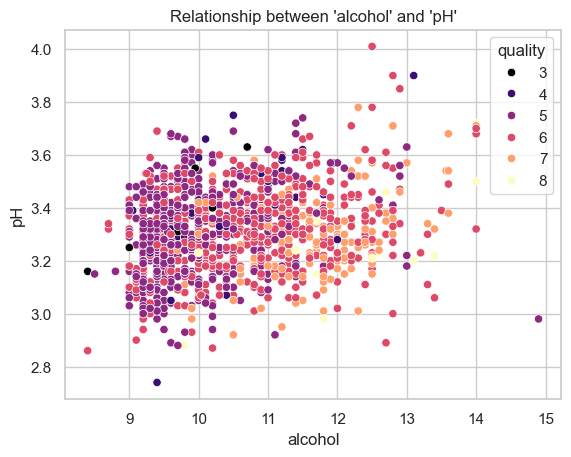 Relationship between 'alcohol' and 'pH'
quality
3
4
5
6
7
8
4.0
3.8
3.6
3.4
3.2
3.0
2.8
pH
9 10 11 12 13 14 15
alcohol